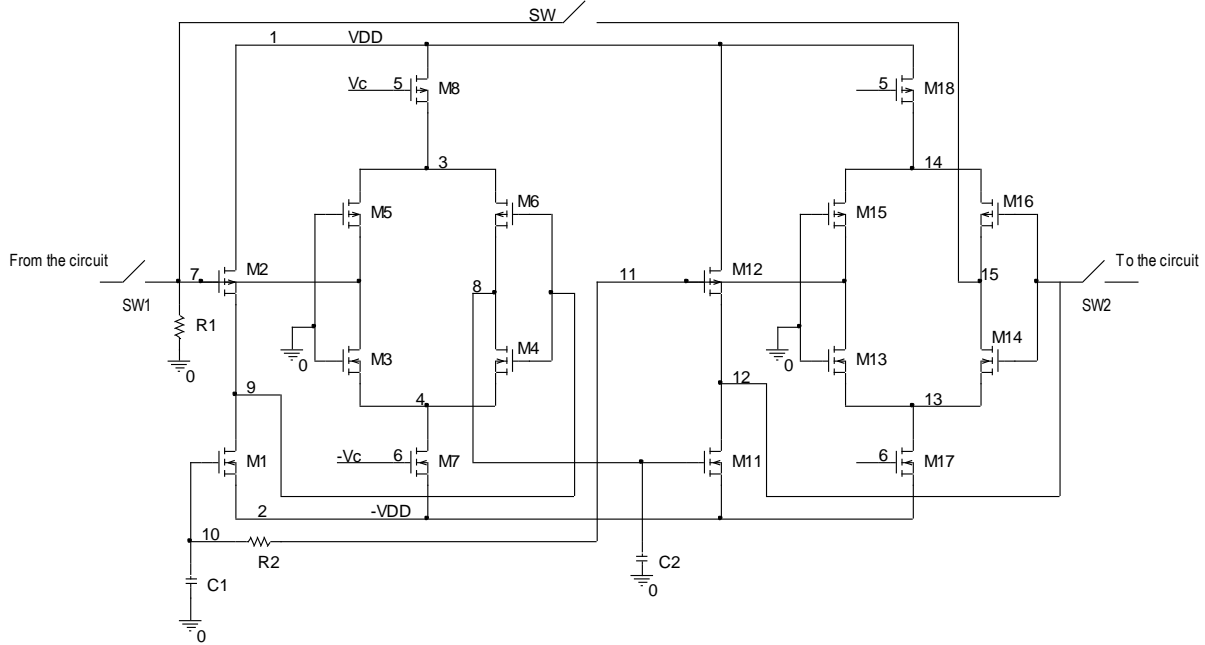 SW
1 VDD
Vc 5 M8
5 M18
3
14
M5 M6
M15 M16
From the circuit
To the circuit
7 M2
11 M12
8
15
SW1
SW2
R1
0
0
M3 M4
0
M13 M14
9
4
12
13
M1
-Vc 6 M7
M11
6 M17
2 -VDD
10
R2
C1
C2
0
0